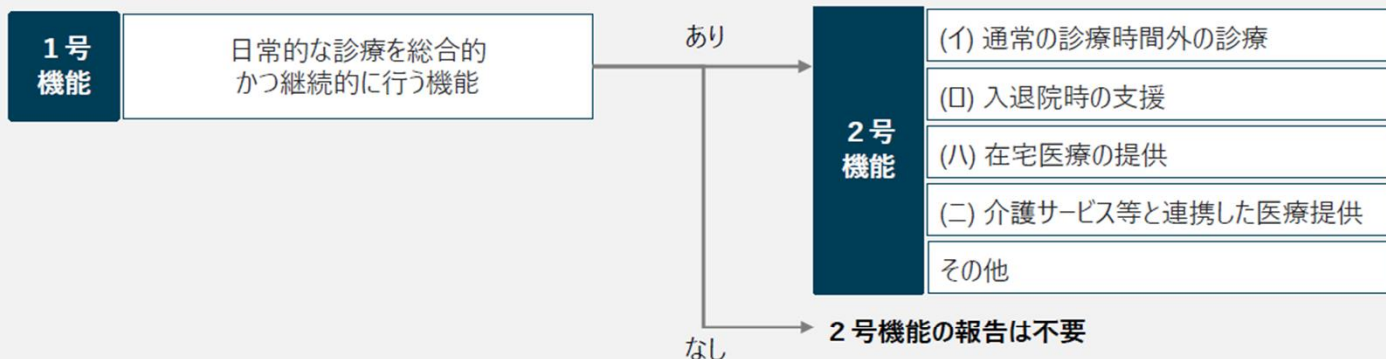 1号
機能
日常的な診療を総合的
かつ継続的に行う機能
あり
2号
機能
(イ) 通常の診療時間外の診療
(ロ) 入退院時の支援
(ハ) 在宅医療の提供
(ニ) 介護サービス等と連携した医療提供
その他
2号機能の報告は不要
なし